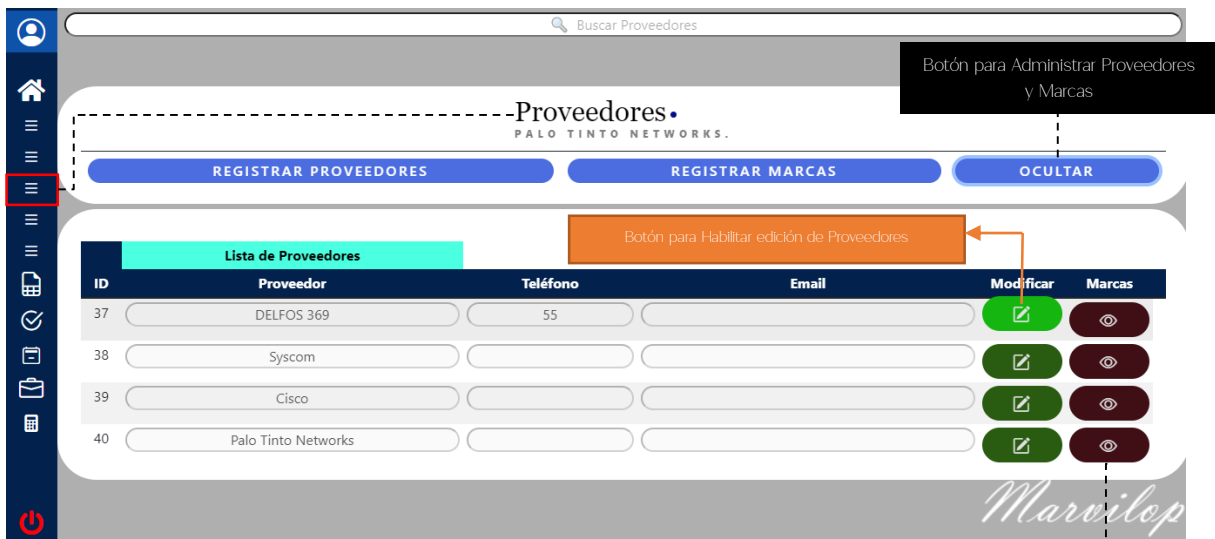 Buscar Proveedores
Botón para Administrar Proveedores
y Marcas
Proveedores.
PALO TINTO NETWORKS.
REGISTRAR PROVEEDORES
REGISTRAR MARCAS
OCULTAR
Botón para Habilitar edición de Proveedores
Lista de Proveedores
ID Proveedor Teléfono Email Modificar Marcas
37 DELFOS 369 55
38 Syscom
39 Cisco
40 Palo Tinto Networks
Marvilop